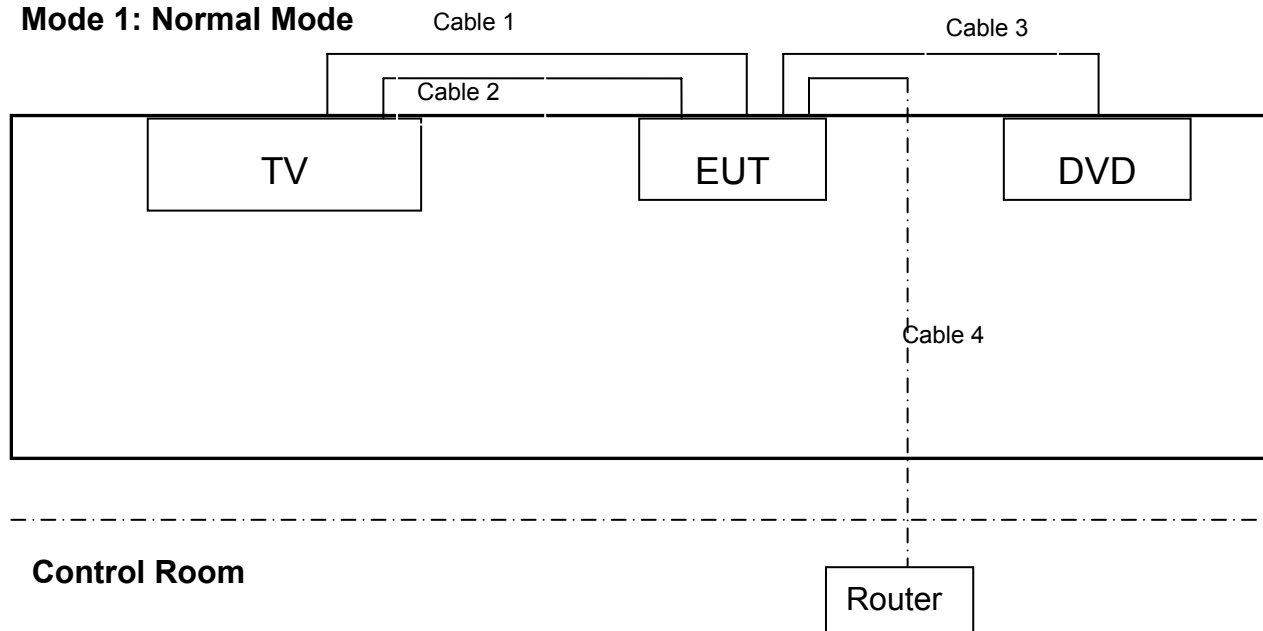 Mode 1: Normal Mode
Cable 1
Cable 3
Cable 2
TV
EUT
DVD
Cable 4
Control Room
Router